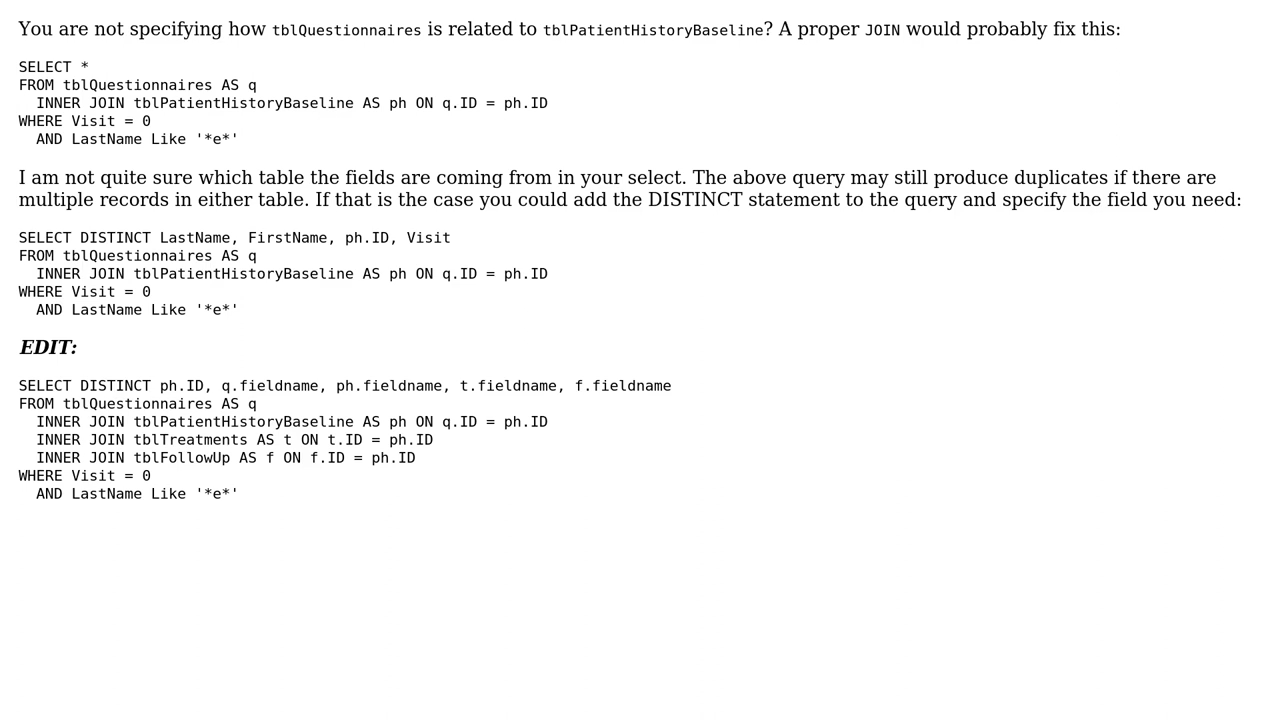 You are not specifying how tblQuestionnaires is related to tblPatientHistoryBaseline? A proper JOIN would probably fix this:
SELECT *
FROM tblQuestionnaires AS q
  INNER JOIN tblPatientHistoryBaseline AS ph ON q.ID = ph.ID
WHERE Visit = 0
  AND LastName Like '*e*'
I am not quite sure which table the fields are coming from in your select. The above query may still produce duplicates if there are
multiple records in either table. If that is the case you could add the DISTINCT statement to the query and specify the field you need:
SELECT DISTINCT LastName, FirstName, ph.ID, Visit
FROM tblQuestionnaires AS q
  INNER JOIN tblPatientHistoryBaseline AS ph ON q.ID = ph.ID
WHERE Visit = 0
  AND LastName Like '*e*'
EDIT:
SELECT DISTINCT ph.ID, q.fieldname, ph.fieldname, t.fieldname, f.fieldname
FROM tblQuestionnaires AS q
  INNER JOIN tblPatientHistoryBaseline AS ph ON q.ID = ph.ID
  INNER JOIN tblTreatments AS t ON t.ID = ph.ID
  INNER JOIN tblFollowUp AS f ON f.ID = ph.ID
WHERE Visit = 0
  AND LastName Like '*e*'